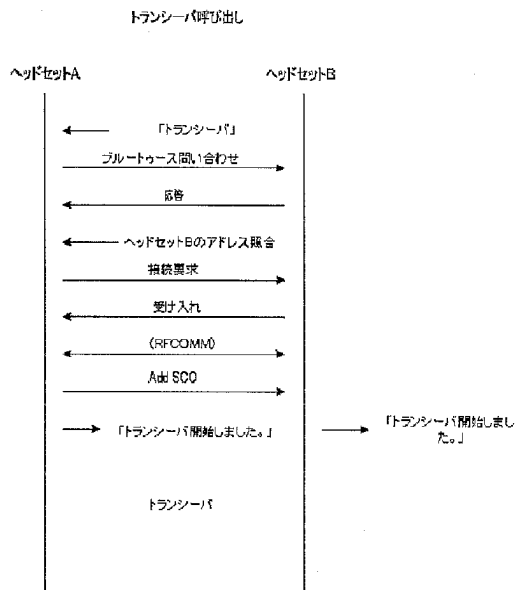 トランシーバ呼び出し
ヘッドセットA
ヘッドセットB
「トランシーバ」
ブルートゥース問い合わせ
応答
ヘッドセットBのアドレス照合
接続要求
受け入れ
(RFCOMM)
Add SCO
「トランシーバ開始しました。」
「トランシーバ開始しまし
た。」
トランシーバ